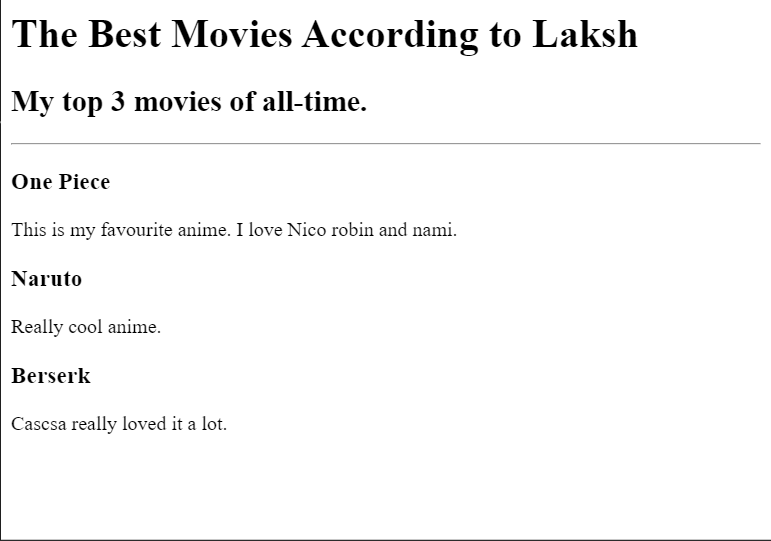 The Best Movies According to Laksh
My top 3 movies of all-time.
One Piece
This is my favourite anime. I love Nico robin and nami.
Naruto
Really cool anime.
Berserk
Cascsa really loved it a lot.